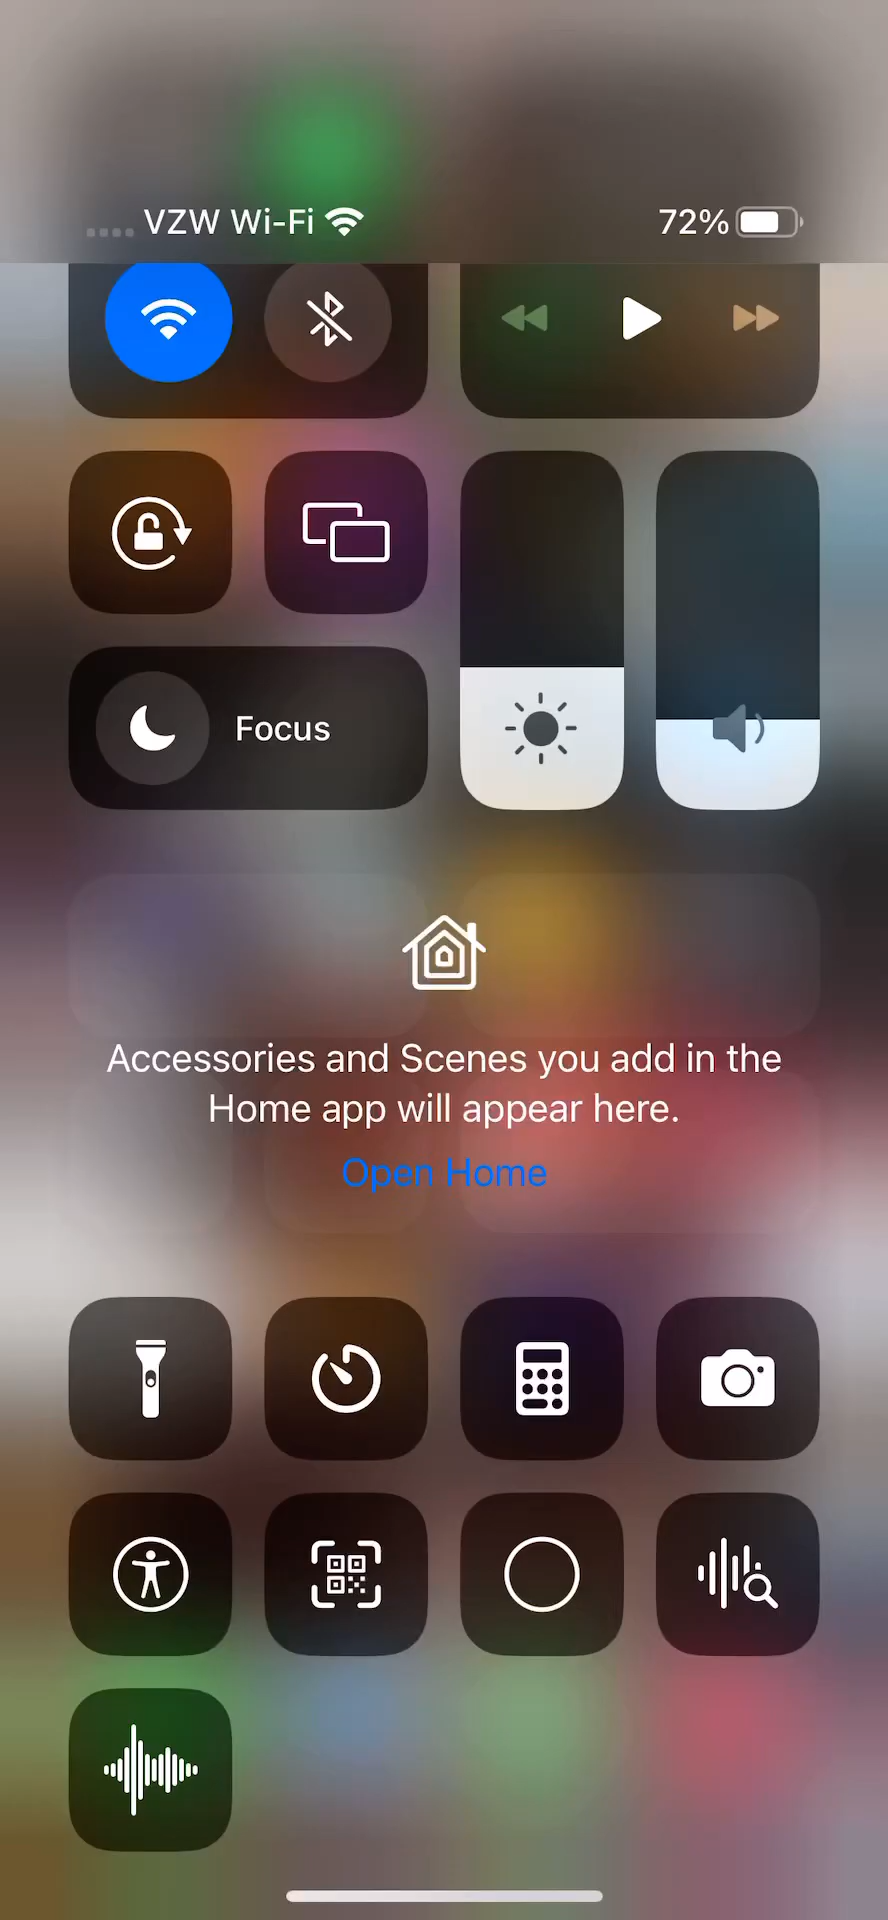 VZW Wi-Fi
72%
Focus
Accessories and Scenes you add in the
Home app will appear here.
Open Home